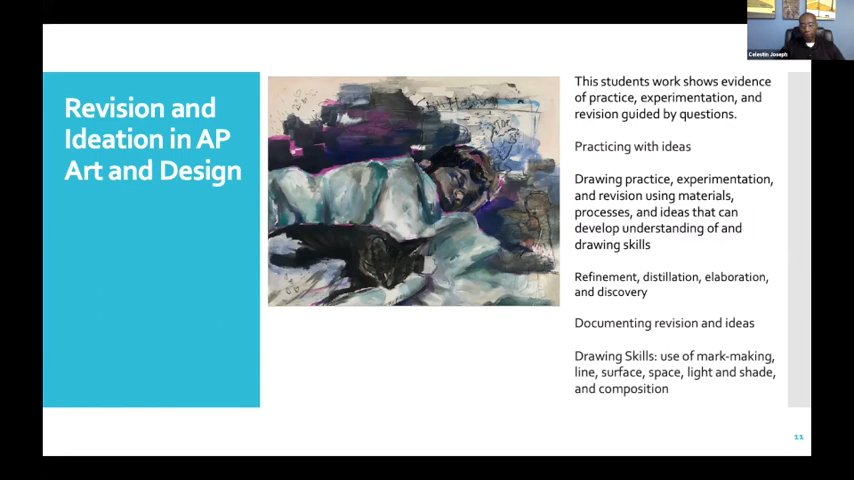 Celestin Joseph
Revision and
Ideation in AP
Art and Design
This students work shows evidence
of practice, experimentation, and
revision guided by questions.
Practicing with ideas
Drawing practice, experimentation,
and revision using materials,
processes, and ideas that can
develop understanding of and
drawing skills
Refinement, distillation, elaboration,
and discovery
Documenting revision and ideas
Drawing Skills: use of mark-making,
line, surface, space, light and shade,
and composition
11